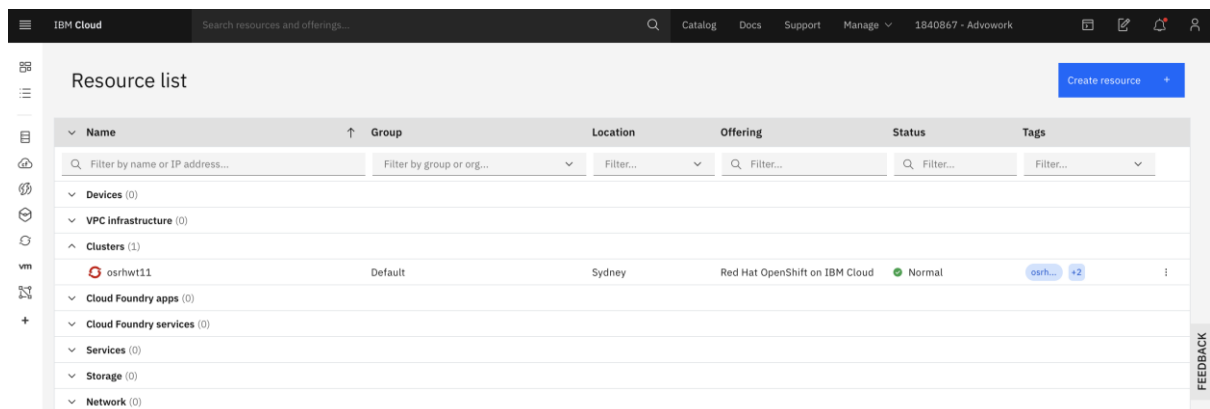 IBM Cloud Search resources and offerings... Catalog Docs Support Manage 1840867 - Advowork
Resource list
Create resource +
Name Group Location Offering Status Tags
Filter by name or IP address... Filter by group or org... Filter... Filter... Filter... Filter...
Devices (0)
VPC infrastructure (0)
Clusters (1)
osrhwt11 Default Sydney Red Hat OpenShift on IBM Cloud Normal osrh... +2
Cloud Foundry apps (0)
vm
Cloud Foundry services (0)
Services (0)
Storage (0)
Network (0)
FEEDBACK